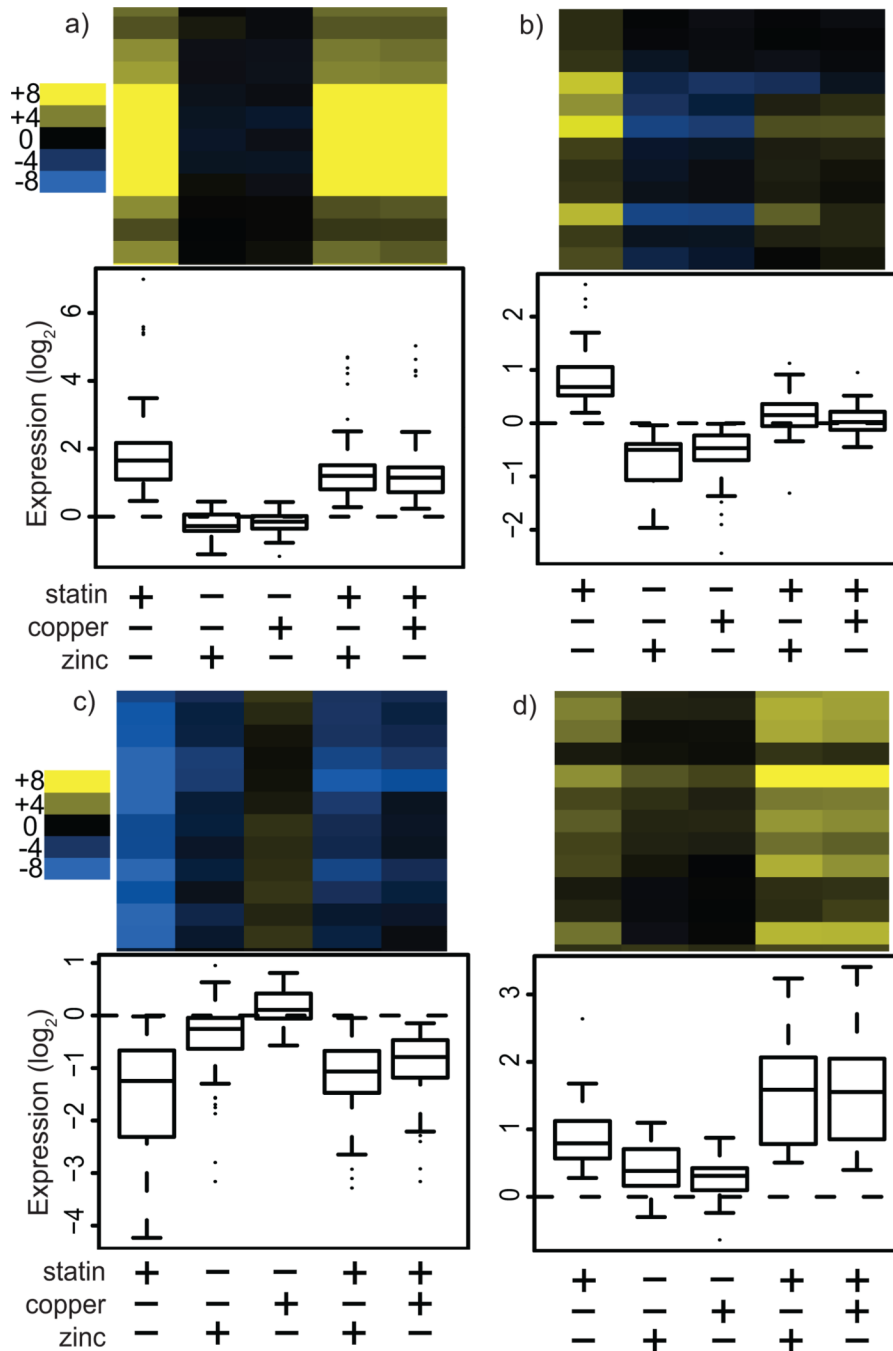 a)
b)
+8
+4
0
-4
-8
Expression (log2)
6
4
2
0
2
1
0
−1
−2
statin + − − + +
copper − − + − +
zinc − + − + −
+ − − + +
− − + − +
− + − + −
c)
d)
+8
+4
0
-4
-8
Expression (log2)
1
0
−1
−2
−3
−4
3
2
1
0
statin + − − + +
copper − − + − +
zinc − + − + −
+ − − + +
− − + − +
− + − + −